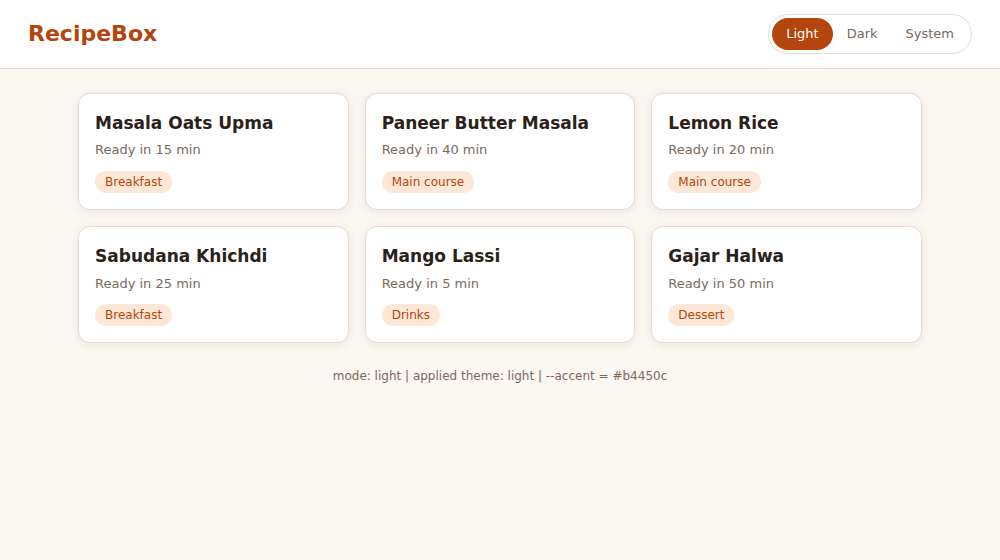 RecipeBox
Light Dark System
Masala Oats Upma
Ready in 15 min
Breakfast
Paneer Butter Masala
Ready in 40 min
Main course
Lemon Rice
Ready in 20 min
Main course
Sabudana Khichdi
Ready in 25 min
Breakfast
Mango Lassi
Ready in 5 min
Drinks
Gajar Halwa
Ready in 50 min
Dessert
mode: light | applied theme: light | --accent = #b4450c